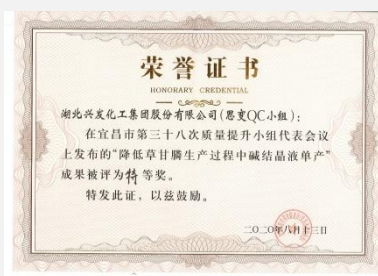 荣誉证书
HONORARY CREDENTIAL
湖北兴发化工集团股份有限公司(思变QC小组):
在宜昌市第三十八次质量提升小组代表会议
上发布的“降低草甘膦生产过程中碱结晶液单产”
成果被评为特等奖。
特发此证，以兹鼓励。
二〇二〇年八月十三日